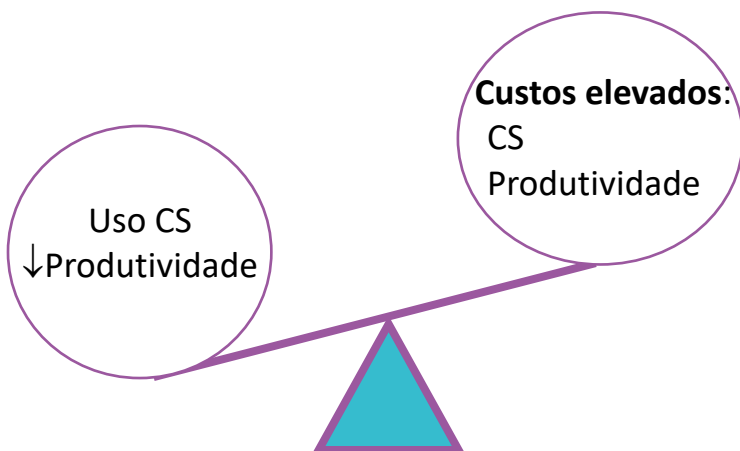 Uso CS
↓Produtividade
Custos elevados:
CS
Produtividade